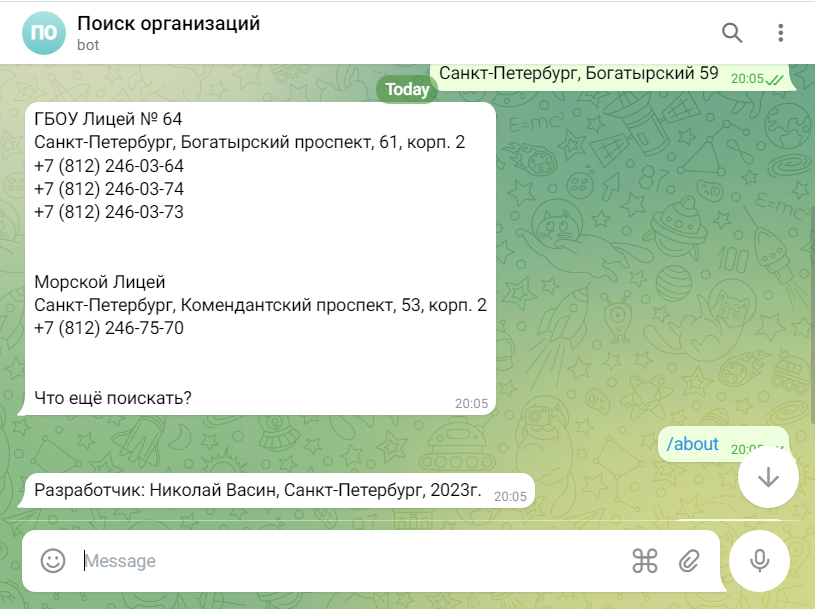 ПО
Поиск организаций
bot
Санкт-Петербург, Богатырский 59 20:05
Today
ГБОУ Лицей № 64
Санкт-Петербург, Богатырский проспект, 61, корп. 2
+7 (812) 246-03-64
+7 (812) 246-03-74
+7 (812) 246-03-73
Морской Лицей
Санкт-Петербург, Комендантский проспект, 53, корп. 2
+7 (812) 246-75-70
Что ещё поискать?
20:05
/about 20:05
Разработчик: Николай Васин, Санкт-Петербург, 2023г. 20:05
Message